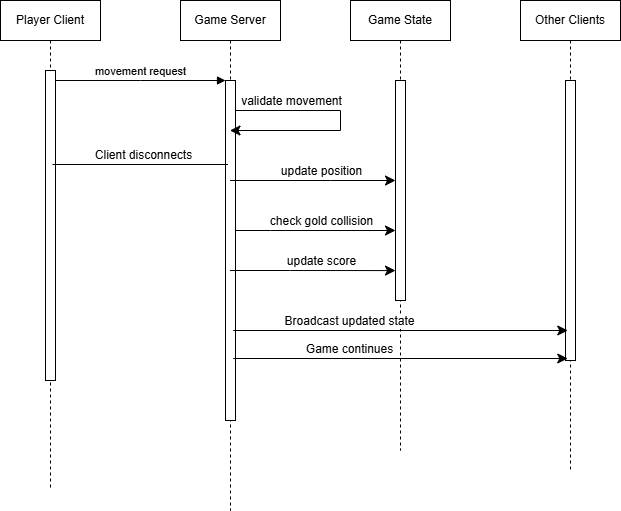 Player Client
Game Server
Game State
Other Clients
movement request
validate movement
Client disconnects
update position
check gold collision
update score
Broadcast updated state
Game continues